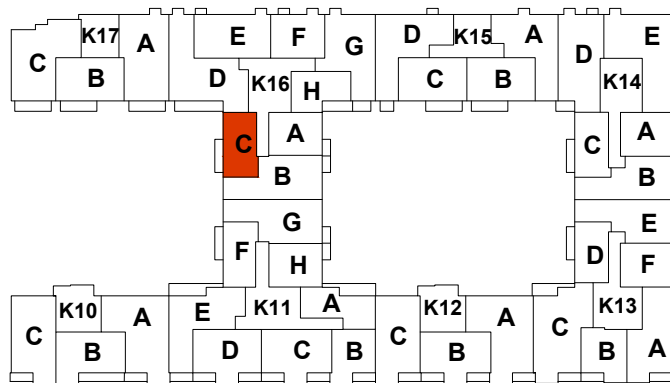 K17 A E F G D K15 A D E
C B D K16 H C B K14
C A C A
B B
G E
F H D F
C K10 A E K11 A C K12 A C K13
B D C B B B A